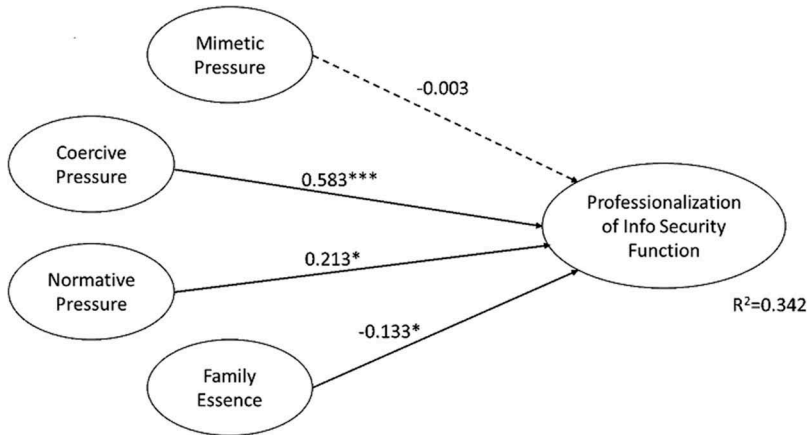 Mimetic
Pressure
-0.003
Coercive
Pressure
0.583***
Professionalization
of Info Security
Function
Normative
Pressure
0.213*
R²=0.342
-0.133*
Family
Essence